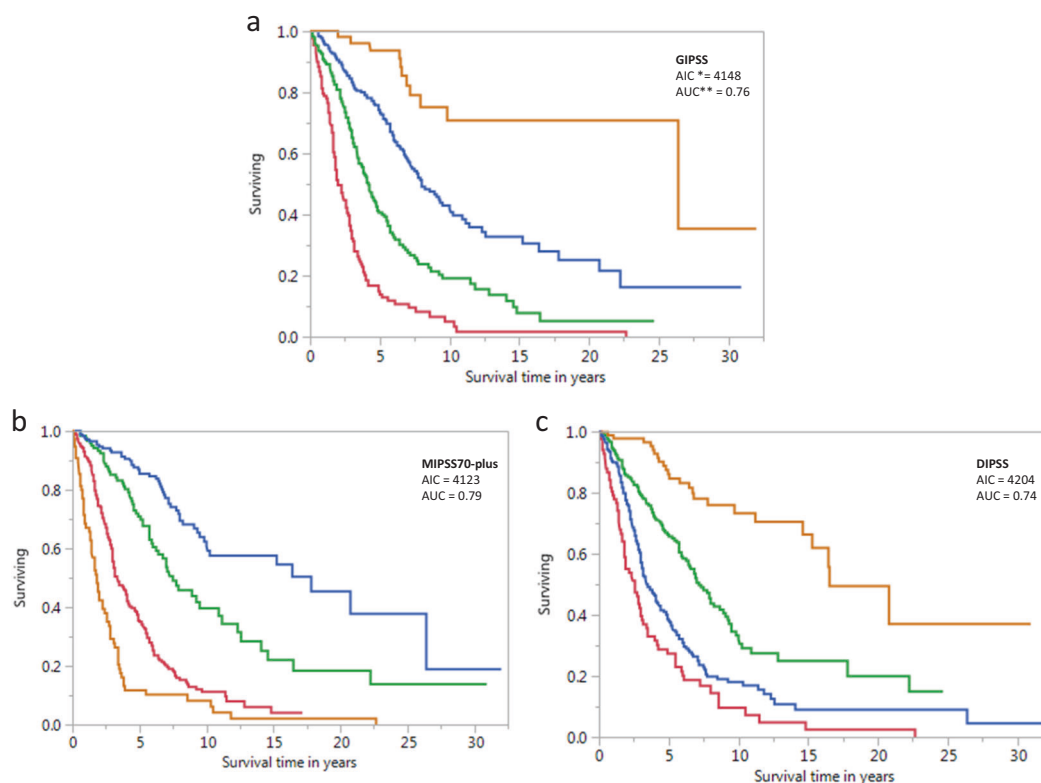 a
GIPSS
AIC *= 4148
AUC** = 0.76
1.0
0.8
0.6
0.4
0.2
0.0
Surviving
0 5 10 15 20 25 30
Survival time in years
b
MIPSS70-plus
AIC = 4123
AUC = 0.79
1.0
0.8
0.6
0.4
0.2
0.0
Surviving
0 5 10 15 20 25 30
Survival time in years
c
DIPSS
AIC = 4204
AUC = 0.74
1.0
0.8
0.6
0.4
0.2
0.0
Surviving
0 5 10 15 20 25 30
Survival time in years